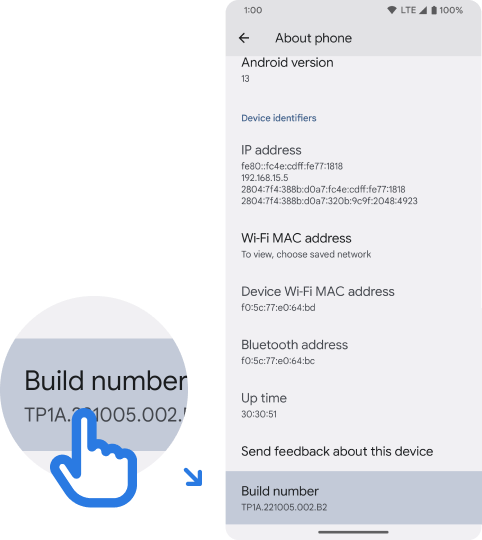 1:00
LTE 100%
About phone
Android version
13
Device identifiers
IP address
fe80::fc4e:cdff:fe77:1818
192.168.15.5
2804:7f4:388b:d0a7:fc4e:cdff:fe77:1818
2804:7f4:388b:d0a7:320b:9c9f:2048:4923
Wi-Fi MAC address
To view, choose saved network
Device Wi-Fi MAC address
f0:5c:77:e0:64:bd
Bluetooth address
f0:5c:77:e0:64:bc
Up time
30:30:51
Send feedback about this device
Build number
TP1A.221005.002.B2
Build number
TP1A.221005.002.